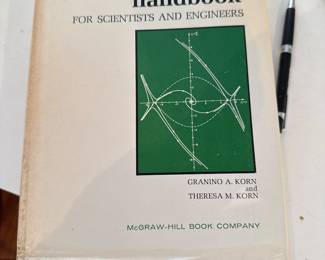 handbook
FOR SCIENTISTS AND ENGINEERS
GRANINO A. KORN
and
THERESA M. KORN
McGRAW-HILL BOOK COMPANY